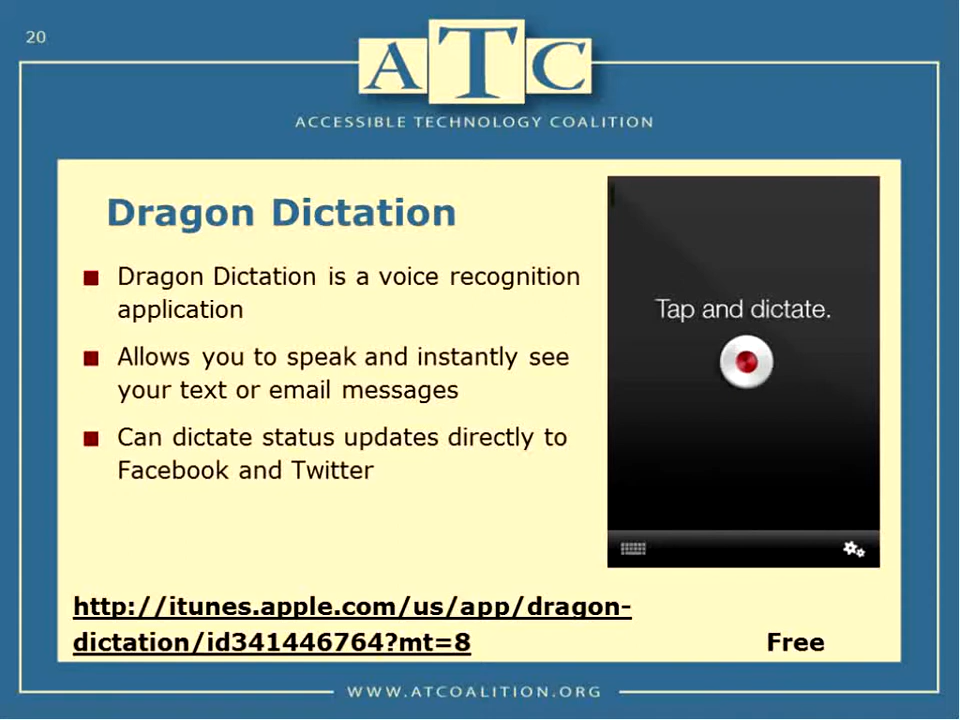 20
ATC
ACCESSIBLE TECHNOLOGY COALITION
Dragon Dictation
Dragon Dictation is a voice recognition
application
Allows you to speak and instantly see
your text or email messages
Can dictate status updates directly to
Facebook and Twitter
Tap and dictate.
http://itunes.apple.com/us/app/dragon-
dictation/id341446764?mt=8 Free
WWW.ATCOALITION.ORG